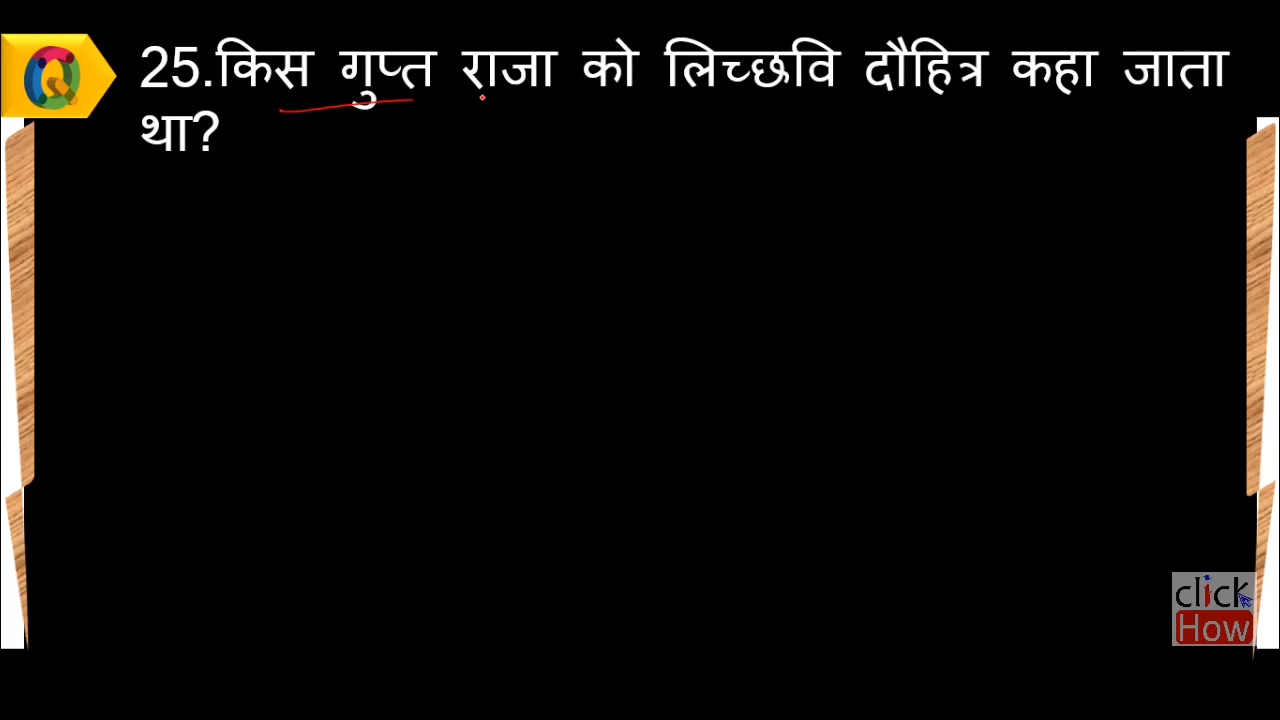 25.किस गुप्त राजा को लिच्छवि दौहित्र कहा जाता
था?
click
How